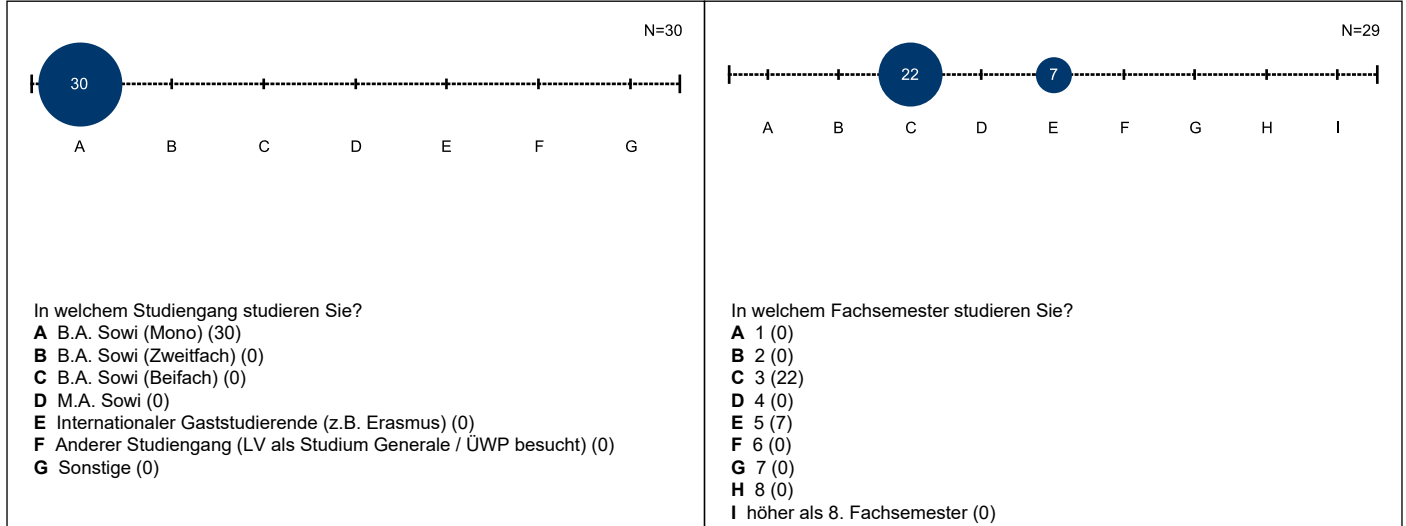 N=30
30
A B C D E F G
In welchem Studiengang studieren Sie?
A B.A. Sowi (Mono) (30)
B B.A. Sowi (Zweitfach) (0)
C B.A. Sowi (Beifach) (0)
D M.A. Sowi (0)
E Internationaler Gaststudierende (z.B. Erasmus) (0)
F Anderer Studiengang (LV als Studium Generale / ÜWP besucht) (0)
G Sonstige (0)
N=29
22 7
A B C D E F G H I
In welchem Fachsemester studieren Sie?
A 1 (0)
B 2 (0)
C 3 (22)
D 4 (0)
E 5 (7)
F 6 (0)
G 7 (0)
H 8 (0)
I höher als 8. Fachsemester (0)